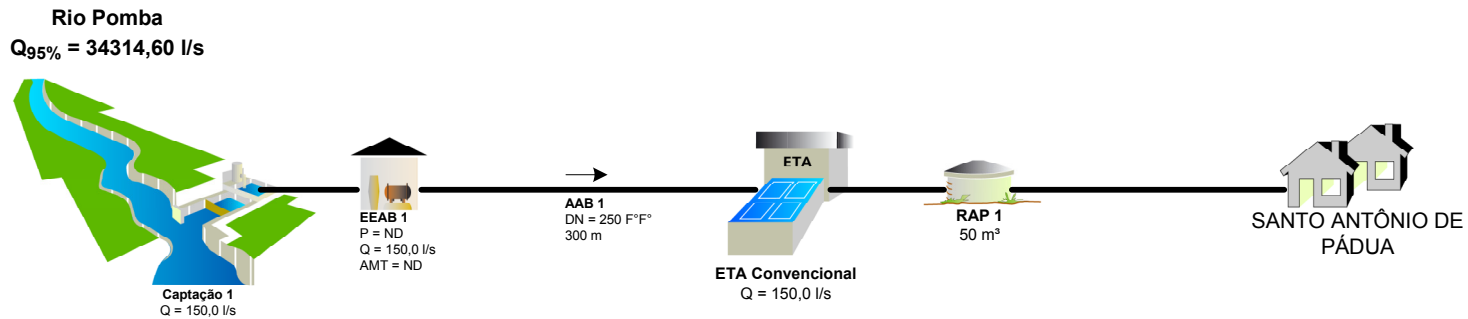 Rio Pomba
Q95% = 34314,60 l/s
Captação 1
Q = 150,0 l/s
EEAB 1
P = ND
Q = 150,0 l/s
AMT = ND
AAB 1
DN = 250 F°F°
300 m
ETA
ETA Convencional
Q = 150,0 l/s
RAP 1
50 m³
SANTO ANTÔNIO DE
PÁDUA